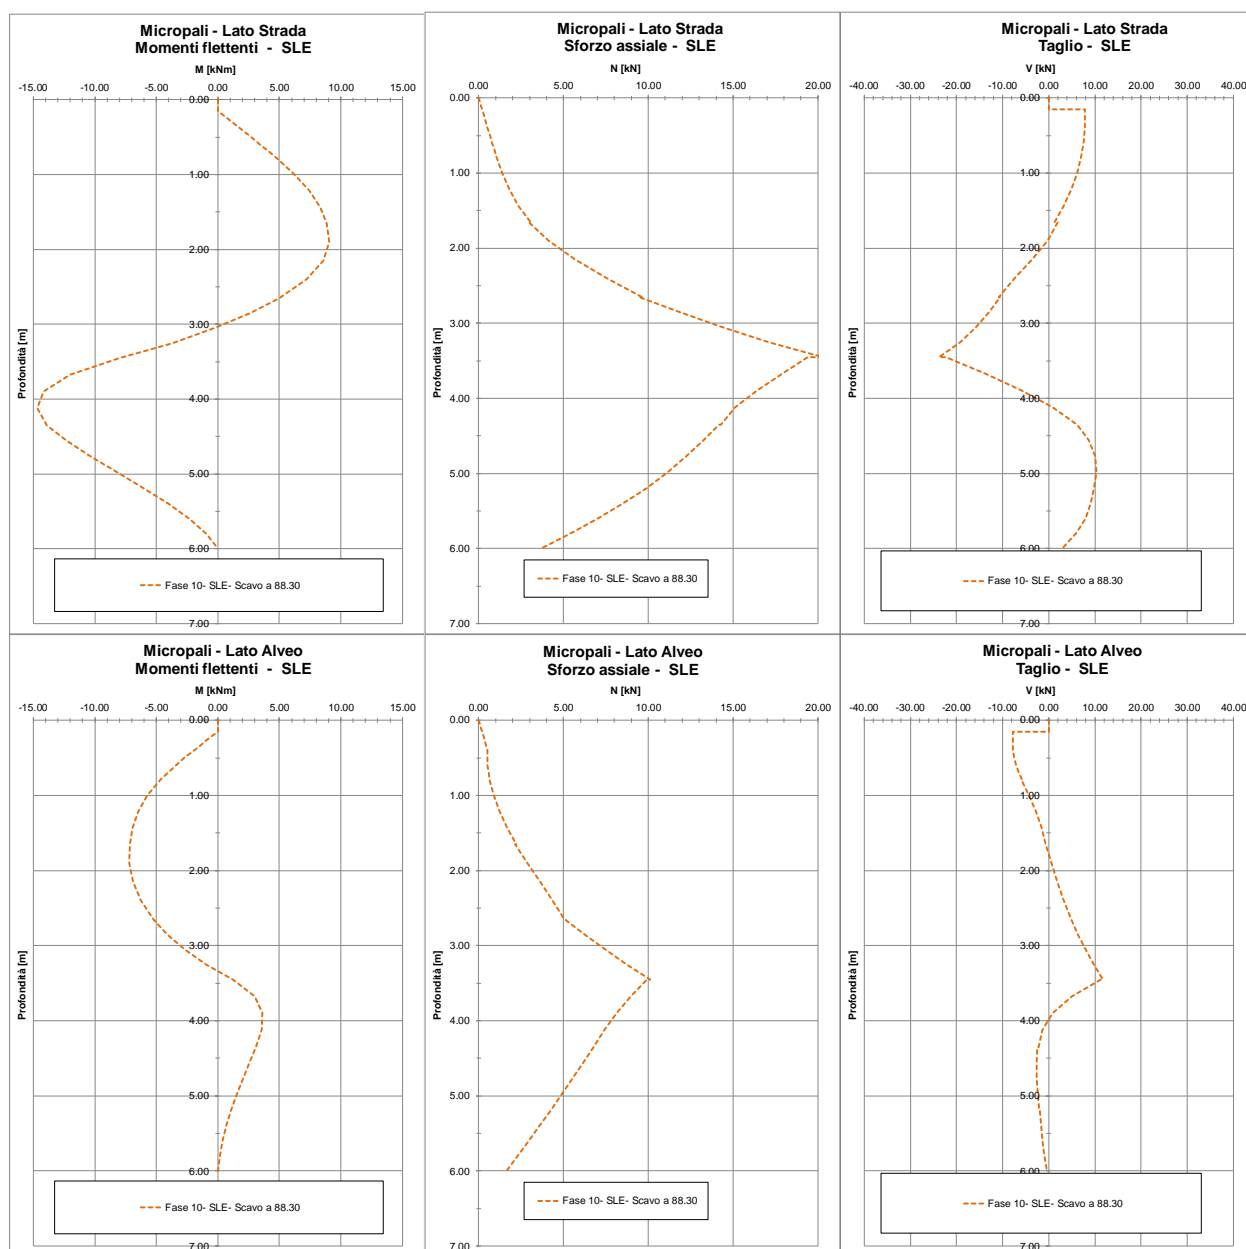 Micropali - Lato Strada
Momenti flettenti - SLE
M [kNm]
-15.00 -10.00 -5.00 0.00 5.00 10.00 15.00
0.00
1.00
2.00
3.00
4.00
5.00
6.00
7.00
Profondità [m]
Fase 10- SLE- Scavo a 88.30
Micropali - Lato Strada
Sforzo assiale - SLE
N [kN]
0.00 5.00 10.00 15.00 20.00
0.00
1.00
2.00
3.00
4.00
5.00
6.00
7.00
Profondità [m]
Fase 10- SLE- Scavo a 88.30
Micropali - Lato Strada
Taglio - SLE
V [kN]
-40.00 -30.00 -20.00 -10.00 0.00 10.00 20.00 30.00 40.00
0.00
1.00
2.00
3.00
4.00
5.00
6.00
7.00
Profondità [m]
Fase 10- SLE- Scavo a 88.30
Micropali - Lato Alveo
Momenti flettenti - SLE
M [kNm]
-15.00 -10.00 -5.00 0.00 5.00 10.00 15.00
0.00
1.00
2.00
3.00
4.00
5.00
6.00
7.00
Profondità [m]
Fase 10- SLE- Scavo a 88.30
Micropali - Lato Alveo
Sforzo assiale - SLE
N [kN]
0.00 5.00 10.00 15.00 20.00
0.00
1.00
2.00
3.00
4.00
5.00
6.00
7.00
Profondità [m]
Fase 10- SLE- Scavo a 88.30
Micropali - Lato Alveo
Taglio - SLE
V [kN]
-40.00 -30.00 -20.00 -10.00 0.00 10.00 20.00 30.00 40.00
0.00
1.00
2.00
3.00
4.00
5.00
6.00
7.00
Profondità [m]
Fase 10- SLE- Scavo a 88.30